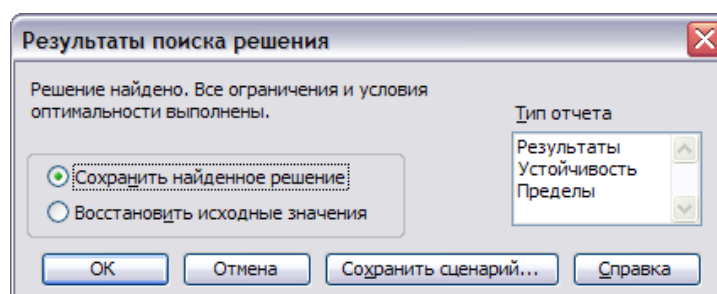 Результаты поиска решения
Решение найдено. Все ограничения и условия
оптимальности выполнены.
Тип отчета
Результаты
Устойчивость
Пределы
Сохранить найденное решение
Восстановить исходные значения
ОК
Отмена
Сохранить сценарий...
Справка